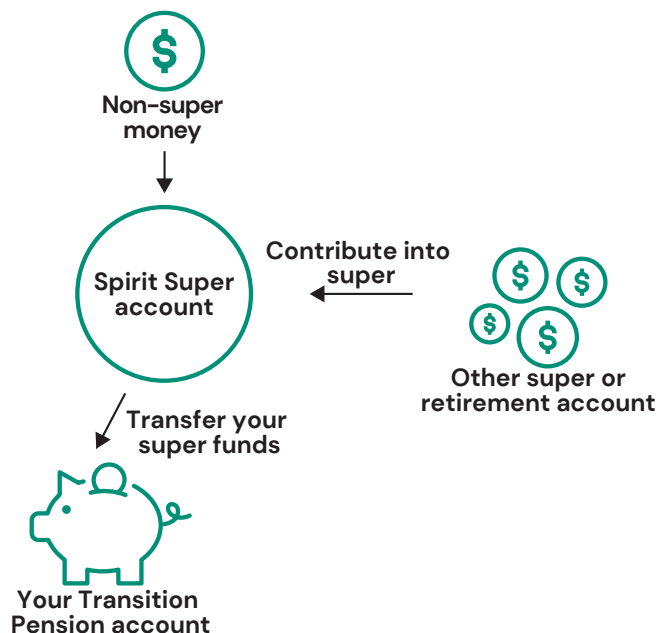 $
Non-super
money
Spirit Super
account
Contribute into
super
$
$
$
$
Other super or
retirement account
Transfer your
super funds
Your Transition
Pension account